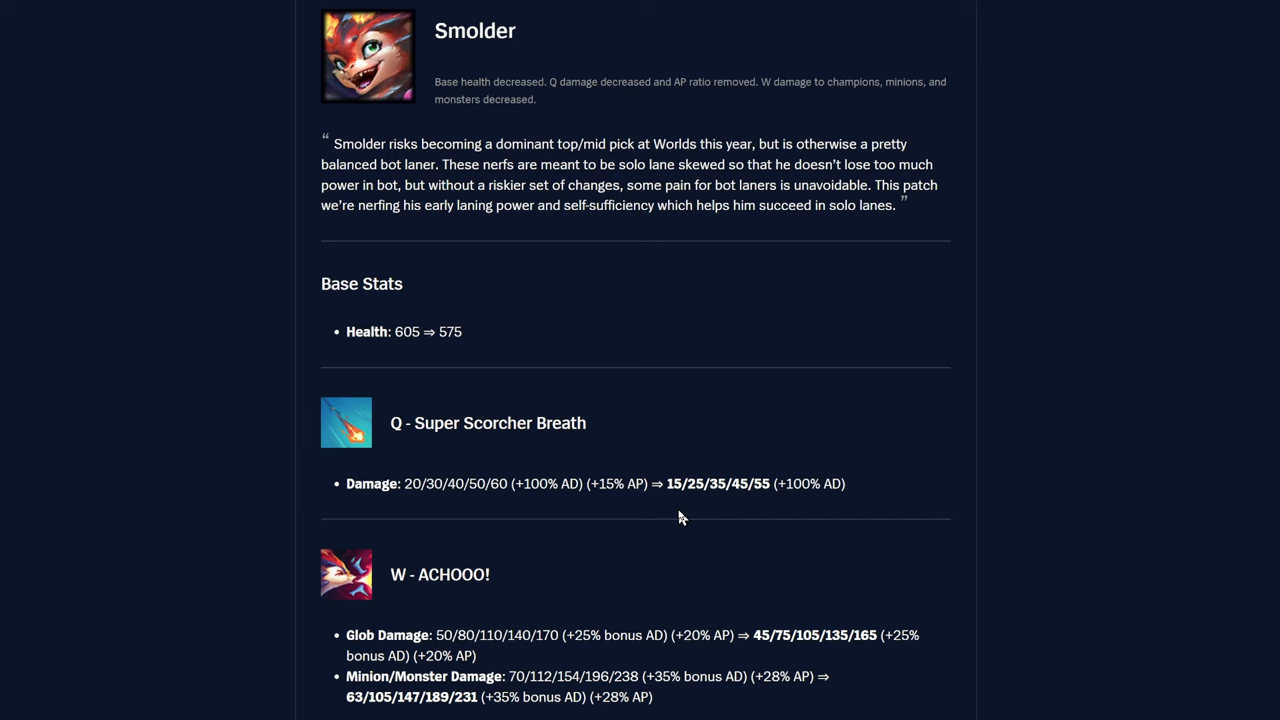 Smolder
Base health decreased. Q damage decreased and AP ratio removed. W damage to champions, minions, and
monsters decreased.
“ Smolder risks becoming a dominant top/mid pick at Worlds this year, but is otherwise a pretty
balanced bot laner. These nerfs are meant to be solo lane skewed so that he doesn’t lose too much
power in bot, but without a riskier set of changes, some pain for bot laners is unavoidable. This patch
we’re nerfing his early laning power and self-sufficiency which helps him succeed in solo lanes. ”
Base Stats
• Health: 605 ⇒ 575
Q - Super Scorcher Breath
• Damage: 20/30/40/50/60 (+100% AD) (+15% AP) ⇒ 15/25/35/45/55 (+100% AD)
W - ACHOOO!
• Glob Damage: 50/80/110/140/170 (+25% bonus AD) (+20% AP) ⇒ 45/75/105/135/165 (+25%
bonus AD) (+20% AP)
• Minion/Monster Damage: 70/112/154/196/238 (+35% bonus AD) (+28% AP) ⇒
63/105/147/189/231 (+35% bonus AD) (+28% AP)